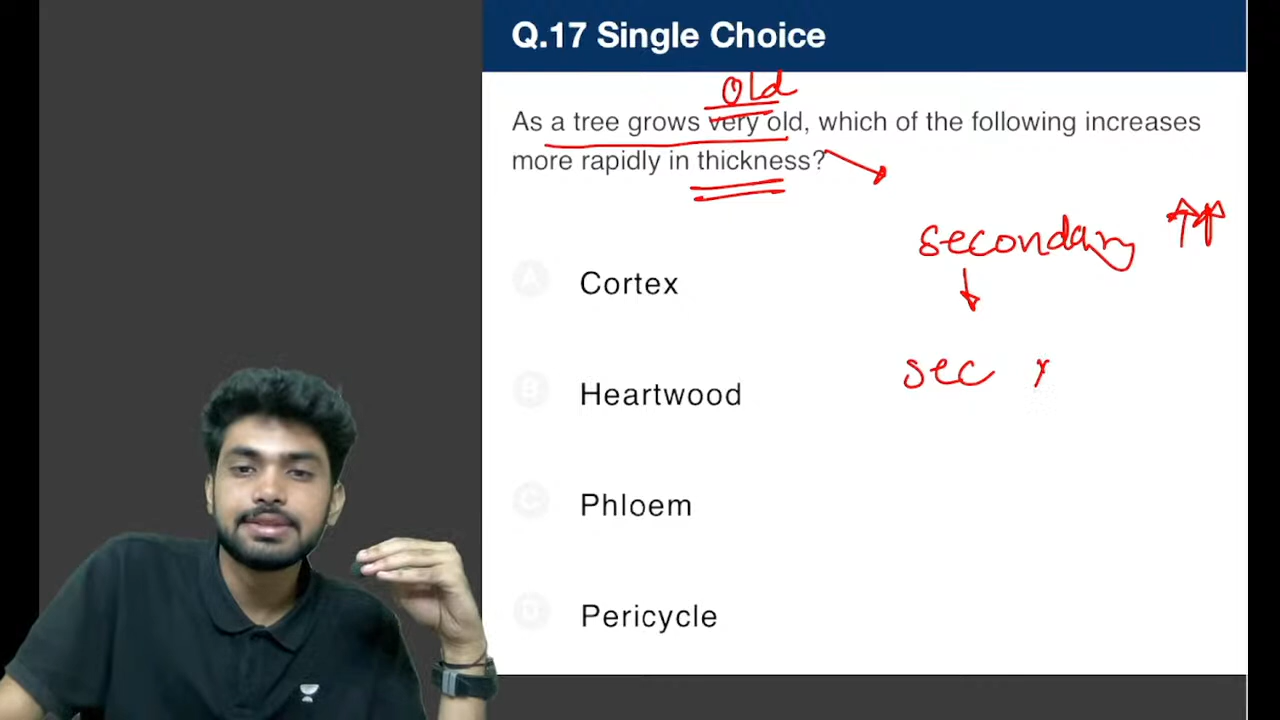 Q.17 Single Choice
old
As a tree grows very old, which of the following increases
more rapidly in thickness?
secondary
A Cortex
sec x
B Heartwood
C Phloem
D Pericycle